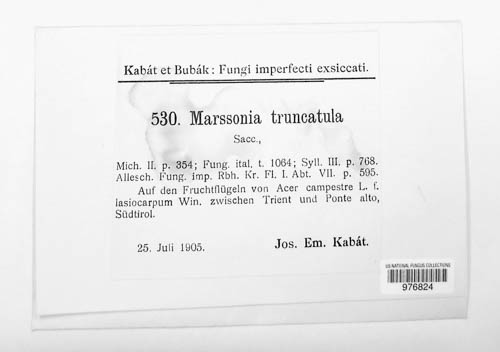 Kabát et Bubák: Fungi imperfecti exsiccati.
530. Marssonia truncatula
Sacc.,
Mich. II. p. 354; Fung. ital. t. 1064; Syll. III. p. 768.
Allesch. Fung. imp. Rbh. Kr. Fl. I. Abt. VII. p. 595.
Auf den Fruchtflügeln von Acer campestre L. f.
lasiocarpum Win. zwischen Trient und Ponte alto,
Südtirol.
25. Juli 1905. Jos. Em. Kabát.
US NATIONAL FUNGUS COLLECTIONS
976824